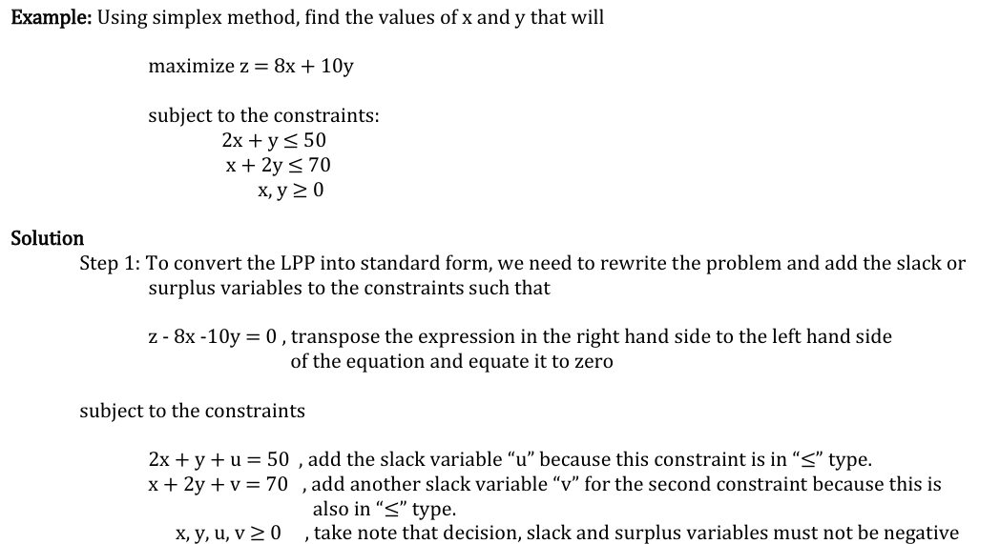 Example: Using simplex method, find the values of x and y that will
maximize z = 8x + 10y
subject to the constraints:
2x + y ≤ 50
x + 2y ≤ 70
x, y ≥ 0
Solution
Step 1: To convert the LPP into standard form, we need to rewrite the problem and add the slack or
surplus variables to the constraints such that
z - 8x -10y = 0 , transpose the expression in the right hand side to the left hand side
of the equation and equate it to zero
subject to the constraints
2x + y + u = 50 , add the slack variable “u” because this constraint is in “≤” type.
x + 2y + v = 70 , add another slack variable “v” for the second constraint because this is
also in “≤” type.
x, y, u, v ≥ 0 , take note that decision, slack and surplus variables must not be negative